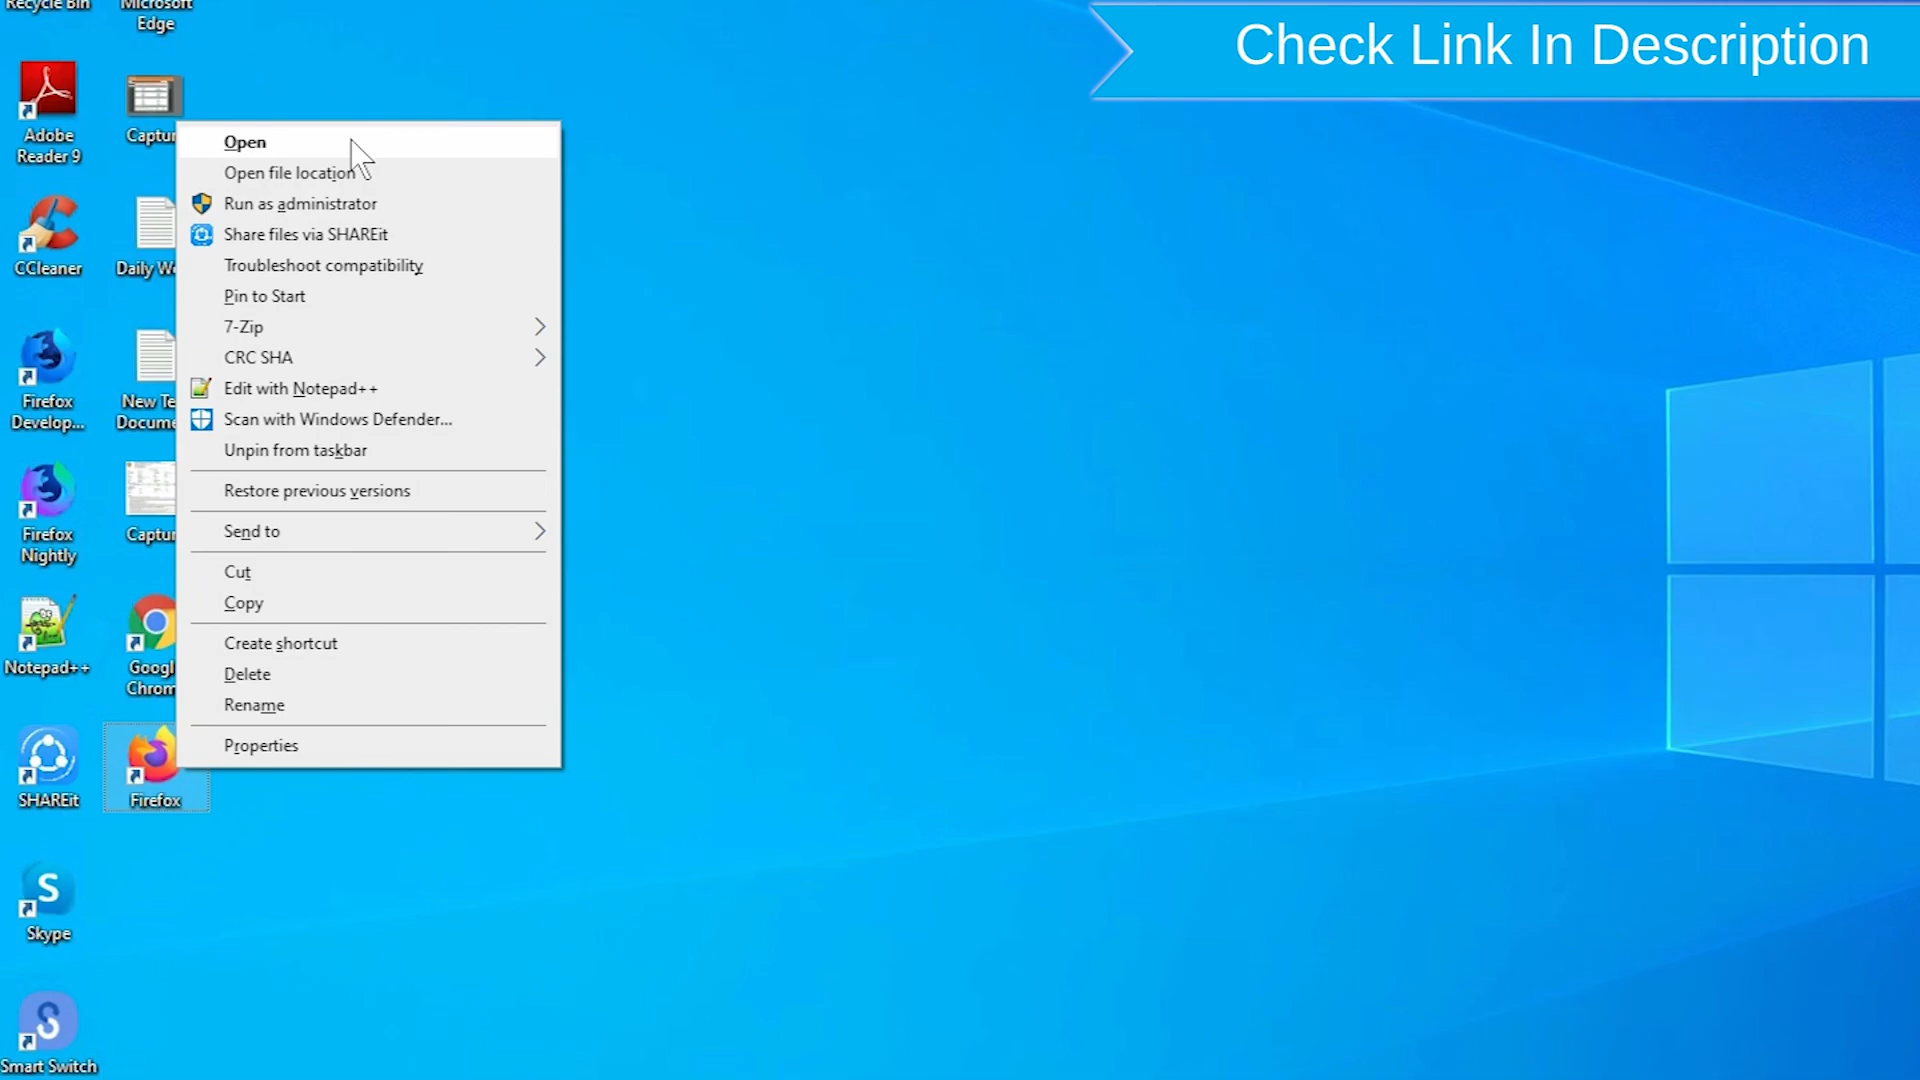 Recycle Bin
Microsoft
Edge
Check Link In Description
Adobe
Reader 9
Captur
CCleaner
Daily Wo
Firefox
Develop...
New Te
Docume
Firefox
Nightly
Captur
Notepad++
Googl
Chrom
SHAREit
Firefox
Skype
Smart Switch
Open
Open file location
Run as administrator
Share files via SHAREit
Troubleshoot compatibility
Pin to Start
7-Zip
CRC SHA
Edit with Notepad++
Scan with Windows Defender...
Unpin from taskbar
Restore previous versions
Send to
Cut
Copy
Create shortcut
Delete
Rename
Properties